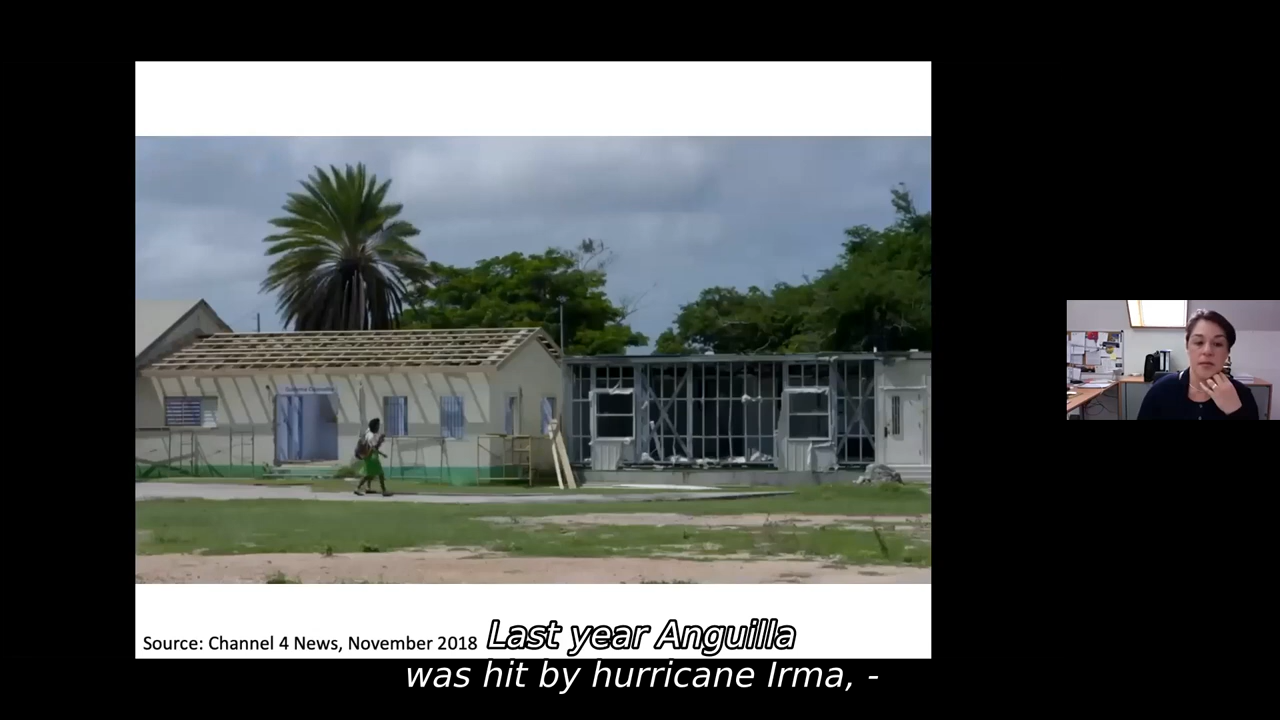 Source: Channel 4 News, November 2018
Last year Anguilla
was hit by hurricane Irma, -